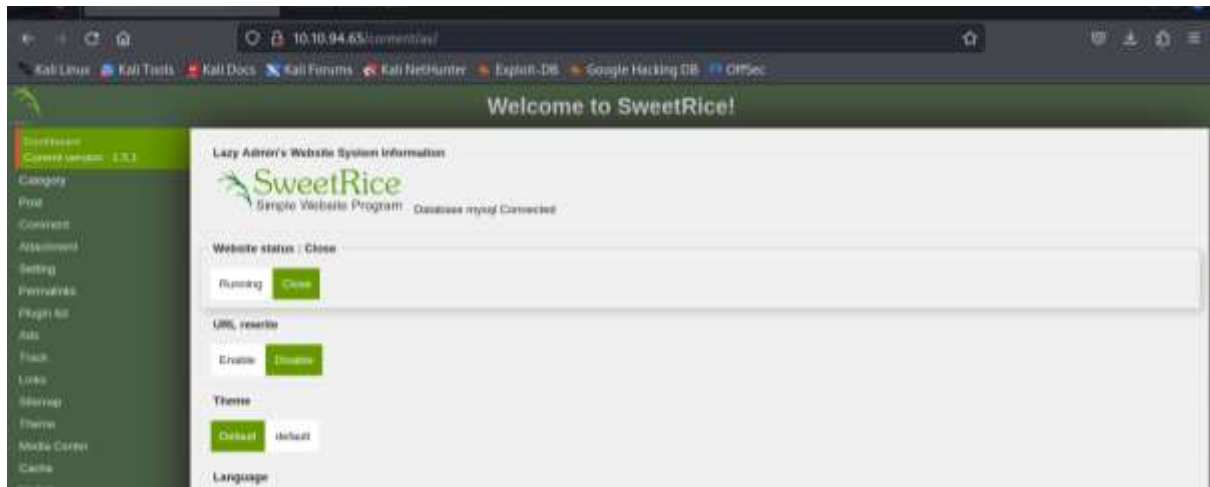 10.10.94.65/content/as/
Kali Linux Kali Tools Kali Docs Kali Forums Kali NetHunter Exploit-DB Google Hacking DB OffSec
Welcome to SweetRice!
Dashboard
Current version : 1.5.1
Category
Post
Comment
Attachment
Setting
Permalinks
Plugin list
Ads
Track
Links
Sitemap
Theme
Media Center
Cache
Lazy Admin's Website System Information
SweetRice
Simple Website Program Database mysql Connected
Website status : Close
Running Close
URL rewrite
Enable Disable
Theme
Default default
Language